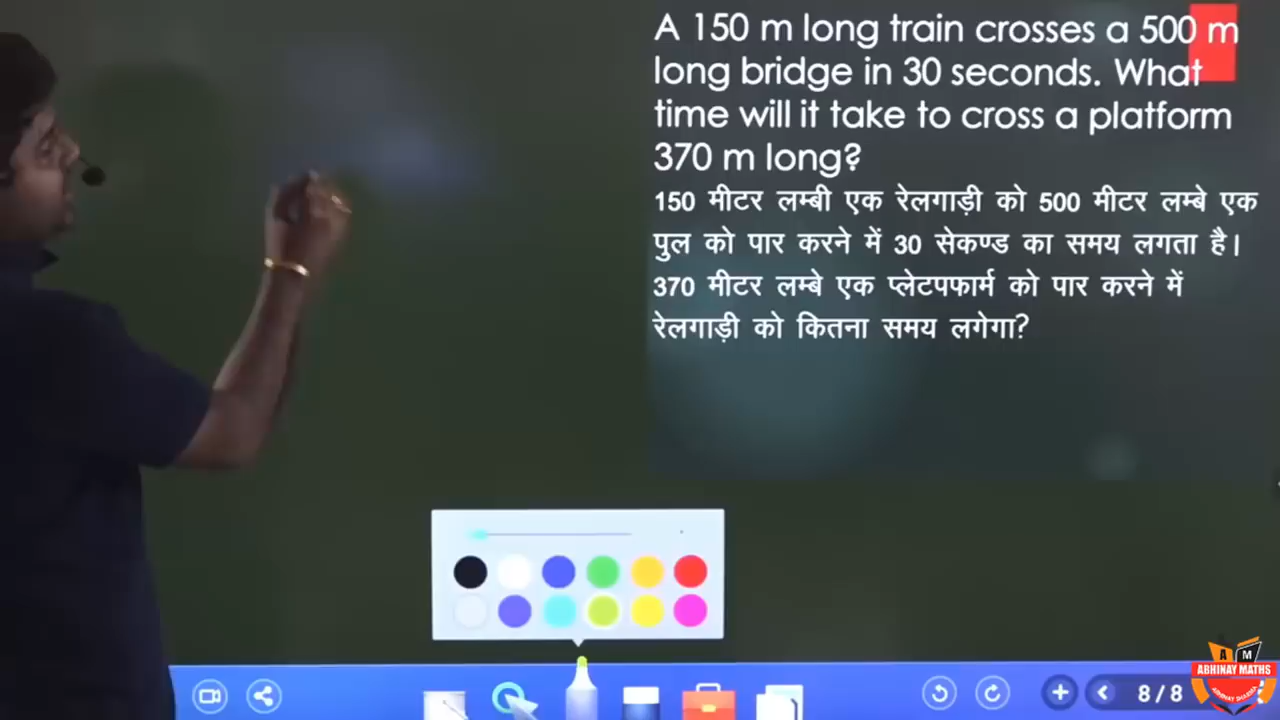 A 150 m long train crosses a 500 m
long bridge in 30 seconds. What
time will it take to cross a platform
370 m long?
150 मीटर लम्बी एक रेलगाड़ी को 500 मीटर लम्बे एक
पुल को पार करने में 30 सेकण्ड का समय लगता है।
370 मीटर लम्बे एक प्लेटपफार्म को पार करने में
रेलगाड़ी को कितना समय लगेगा?
8/8
A M
ABHINAY MATHS
ABHINAY SHARMA